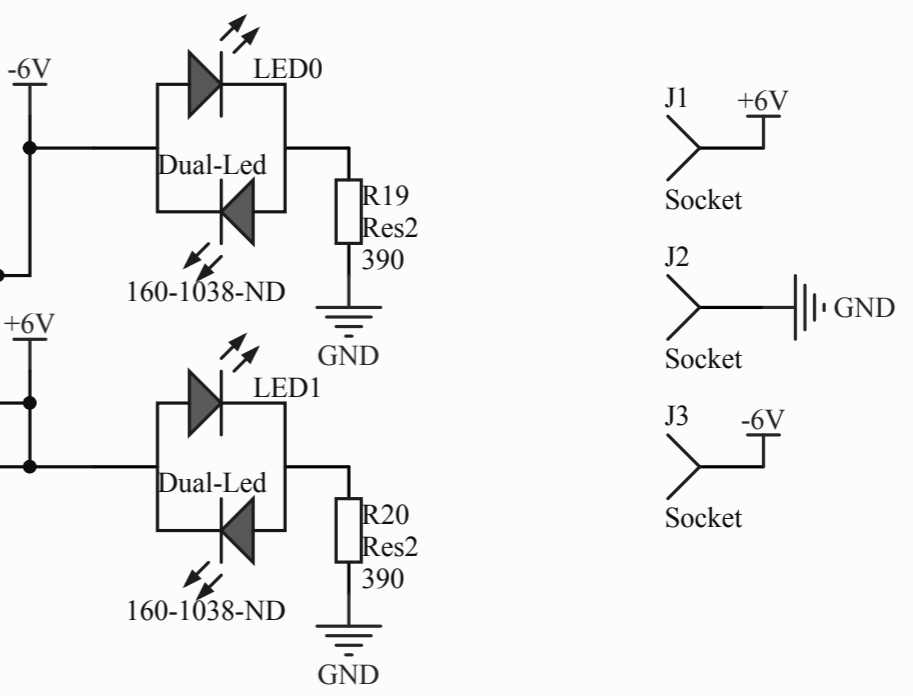 -6V
LED0
Dual-Led
160-1038-ND
R19
Res2
390
GND
+6V
LED1
Dual-Led
160-1038-ND
R20
Res2
390
GND
J1
+6V
Socket
J2
GND
Socket
J3
-6V
Socket